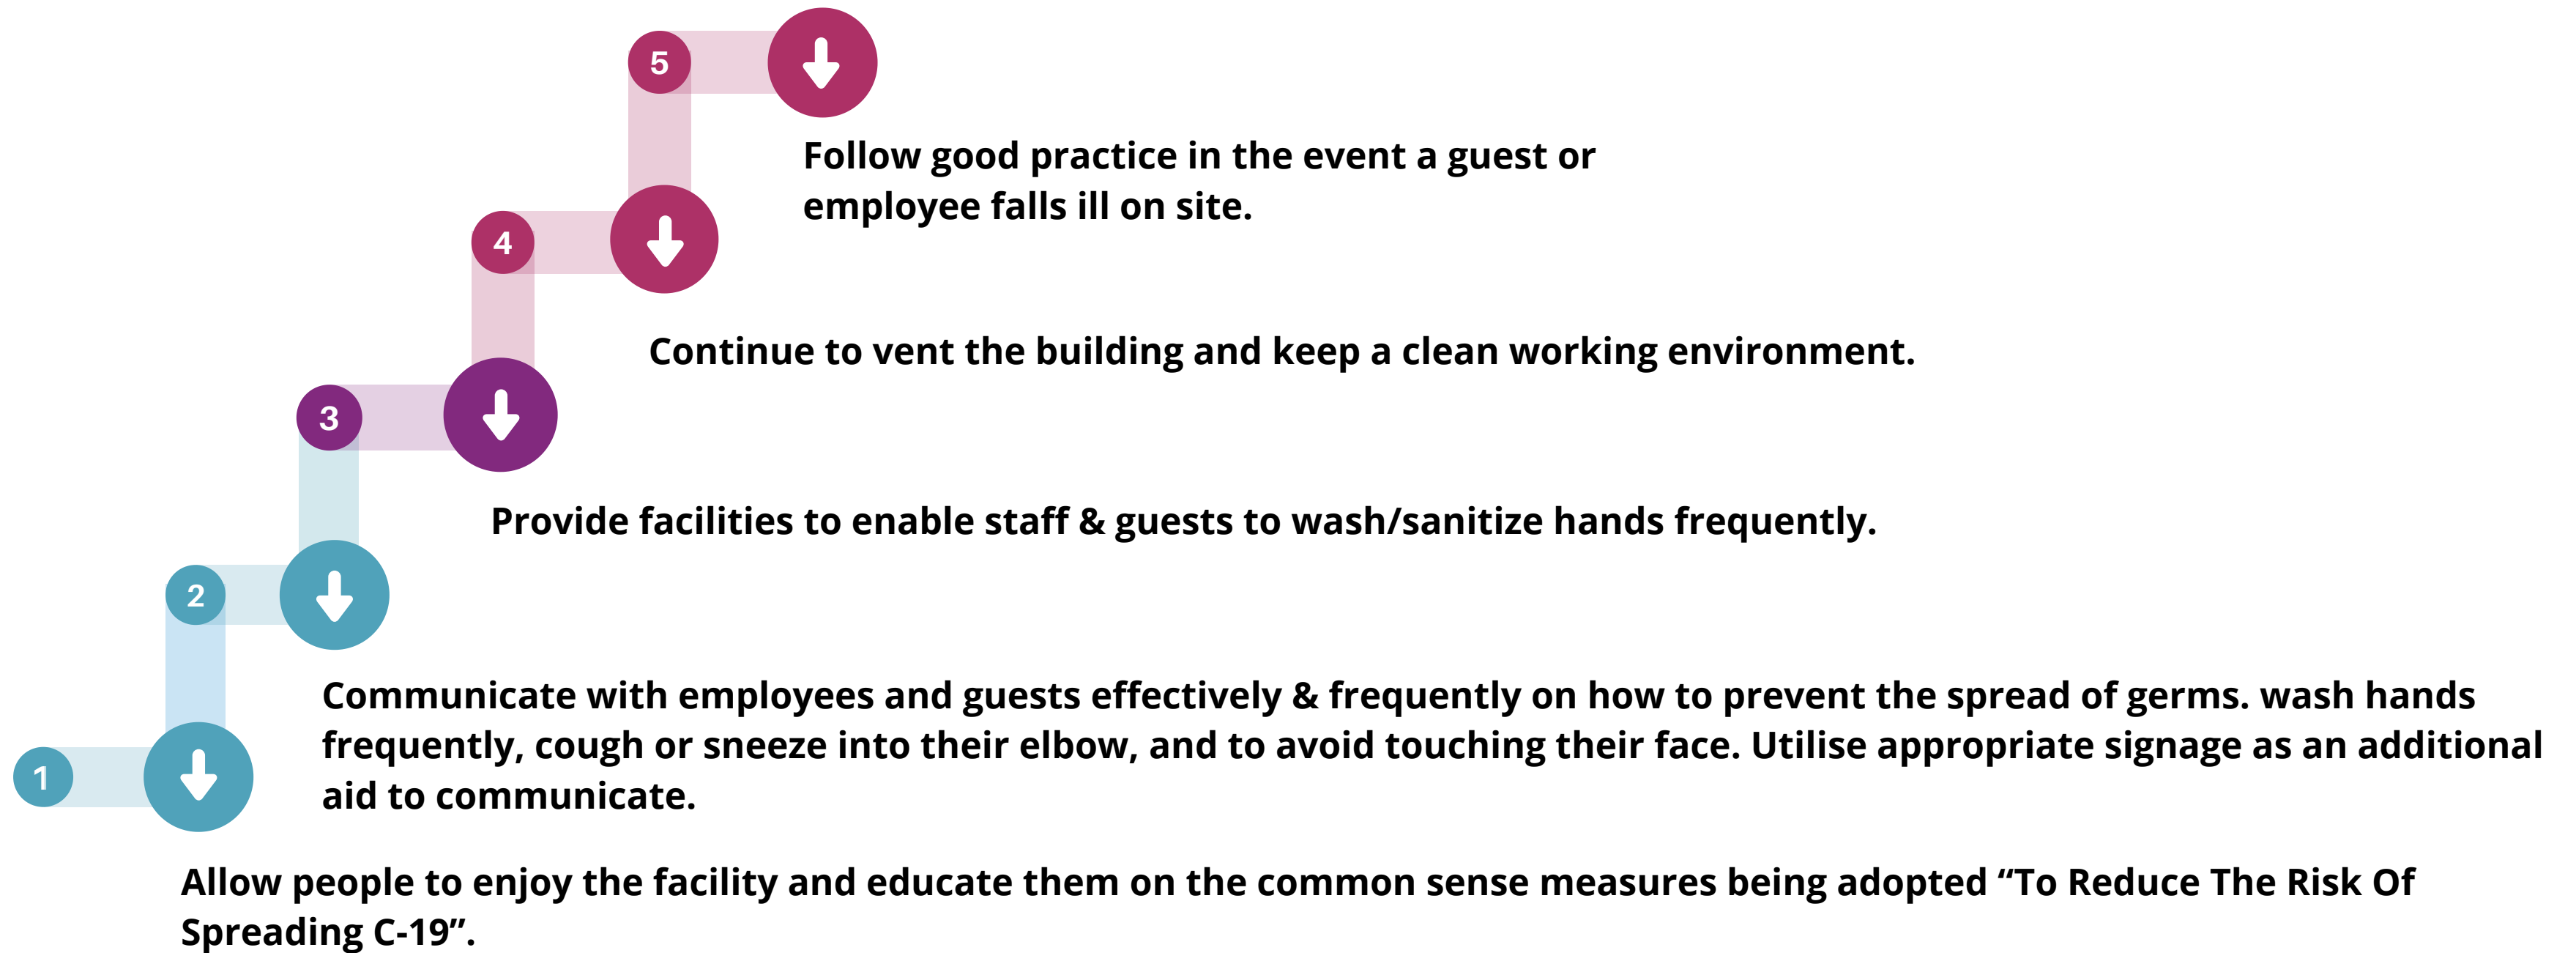 5
Follow good practice in the event a guest or
employee falls ill on site.
4
Continue to vent the building and keep a clean working environment.
3
Provide facilities to enable staff & guests to wash/sanitize hands frequently.
2
Communicate with employees and guests effectively & frequently on how to prevent the spread of germs. wash hands
frequently, cough or sneeze into their elbow, and to avoid touching their face. Utilise appropriate signage as an additional
aid to communicate.
1
Allow people to enjoy the facility and educate them on the common sense measures being adopted “To Reduce The Risk Of
Spreading C-19”.